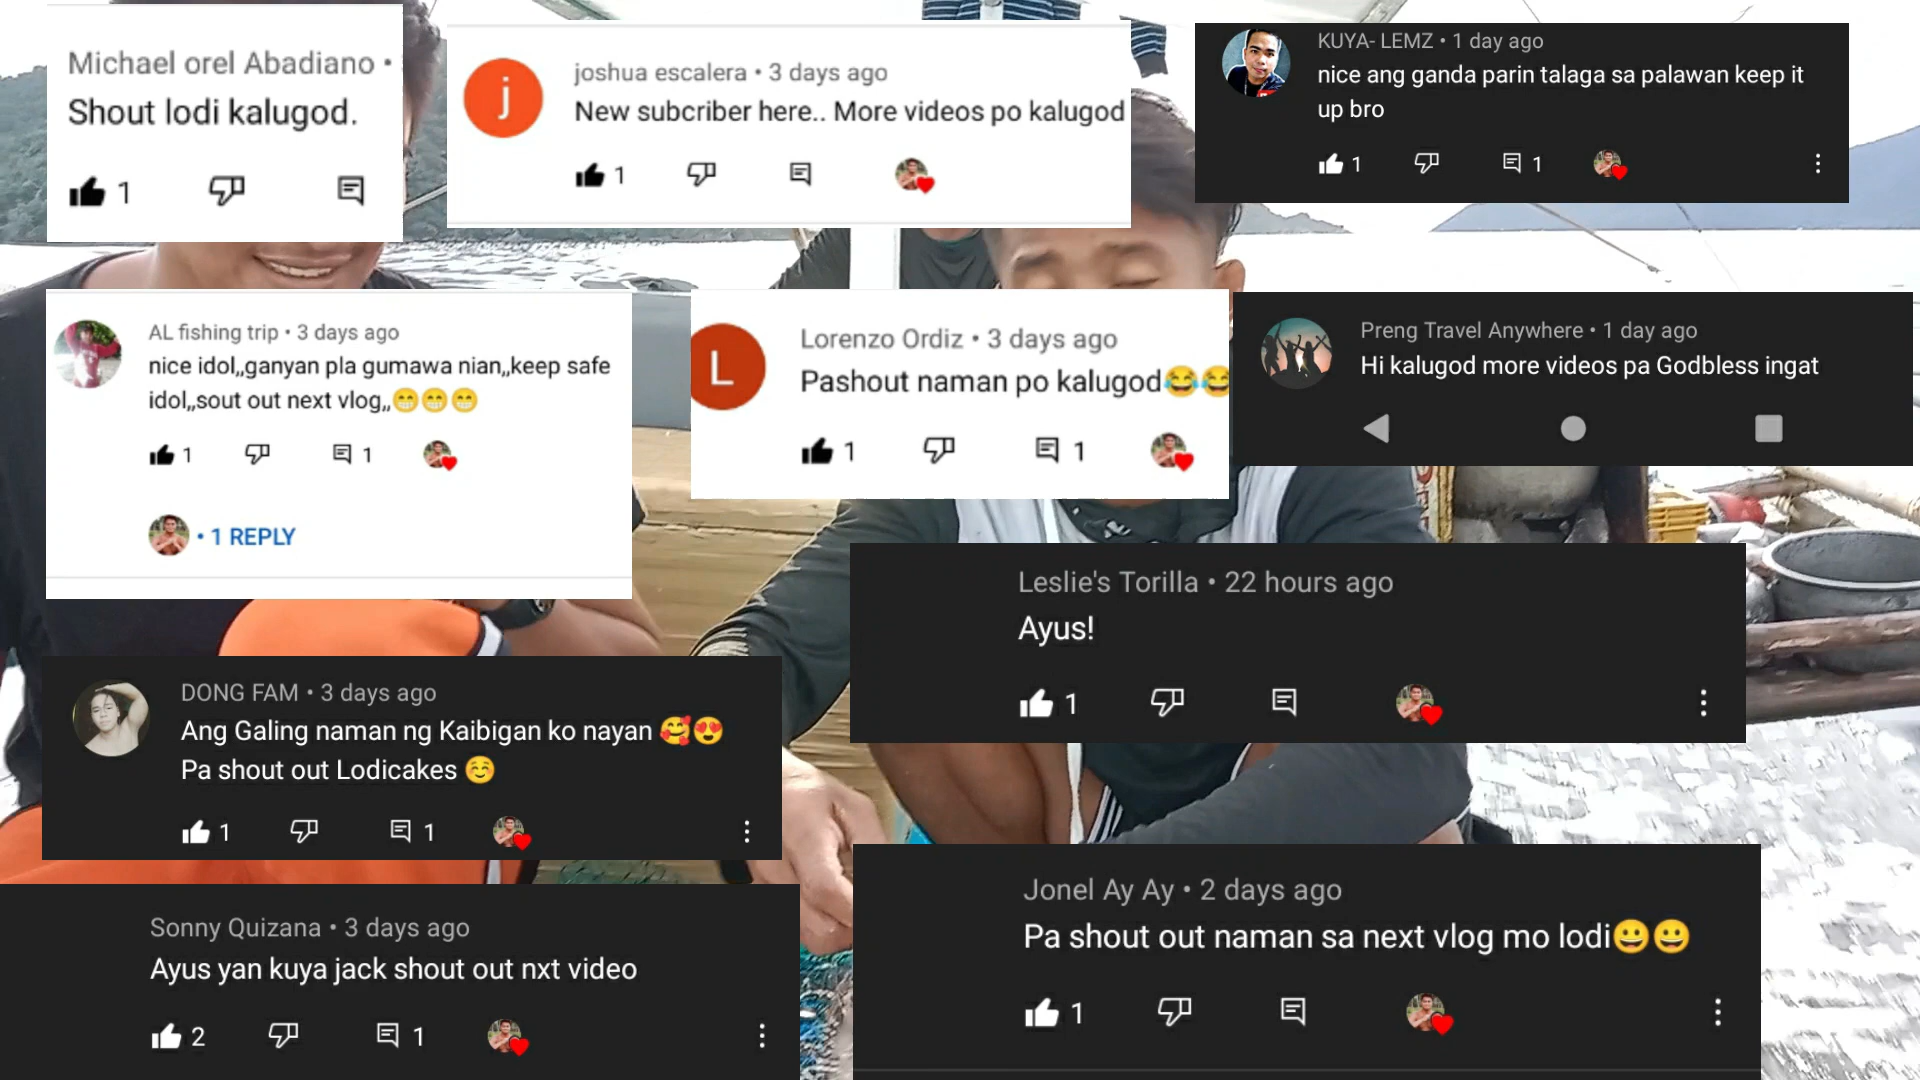 Michael orel Abadiano •
Shout lodi kalugod.
1
j
joshua escalera • 3 days ago
New subcriber here.. More videos po kalugod
1
KUYA- LEMZ • 1 day ago
nice ang ganda parin talaga sa palawan keep it
up bro
1 1
AL fishing trip • 3 days ago
nice idol,,ganyan pla gumawa nian,,keep safe
idol,,sout out next vlog,,😁😁😁
1 1
• 1 REPLY
L
Lorenzo Ordiz • 3 days ago
Pashout naman po kalugod😂😂
1 1
Preng Travel Anywhere • 1 day ago
Hi kalugod more videos pa Godbless ingat
Leslie's Torilla • 22 hours ago
Ayus!
1
DONG FAM • 3 days ago
Ang Galing naman ng Kaibigan ko nayan 🥰😍
Pa shout out Lodicakes ☺️
1 1
Sonny Quizana • 3 days ago
Ayus yan kuya jack shout out nxt video
2 1
Jonel Ay Ay • 2 days ago
Pa shout out naman sa next vlog mo lodi😀😀
1